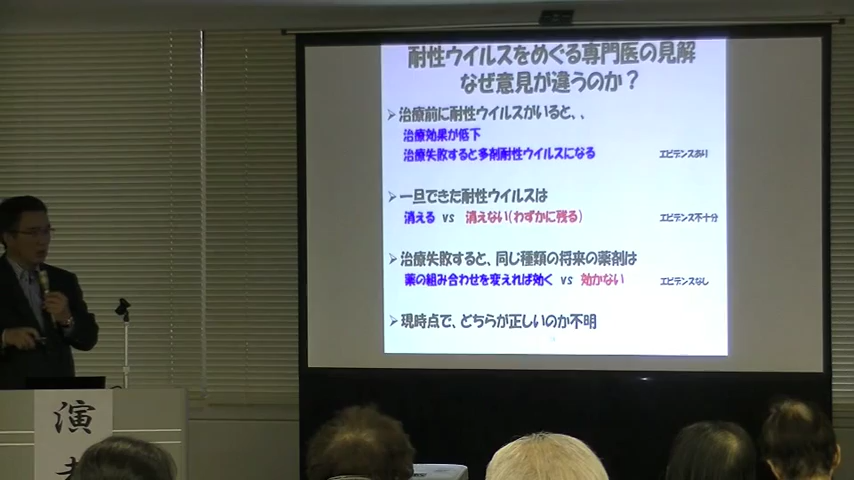 耐性ウイルスをめぐる専門医の見解
なぜ意見が違うのか？
➢治療前に耐性ウイルスがいると、、
治療効果が低下
治療失敗すると多剤耐性ウイルスになる エビデンスあり
➢一旦できた耐性ウイルスは
消える vs 消えない(わずかに残る) エビデンス不十分
➢治療失敗すると、同じ種類の将来の薬剤は
薬の組み合わせを変えれば効く vs 効かない エビデンスなし
➢現時点で、どちらが正しいのか不明
演